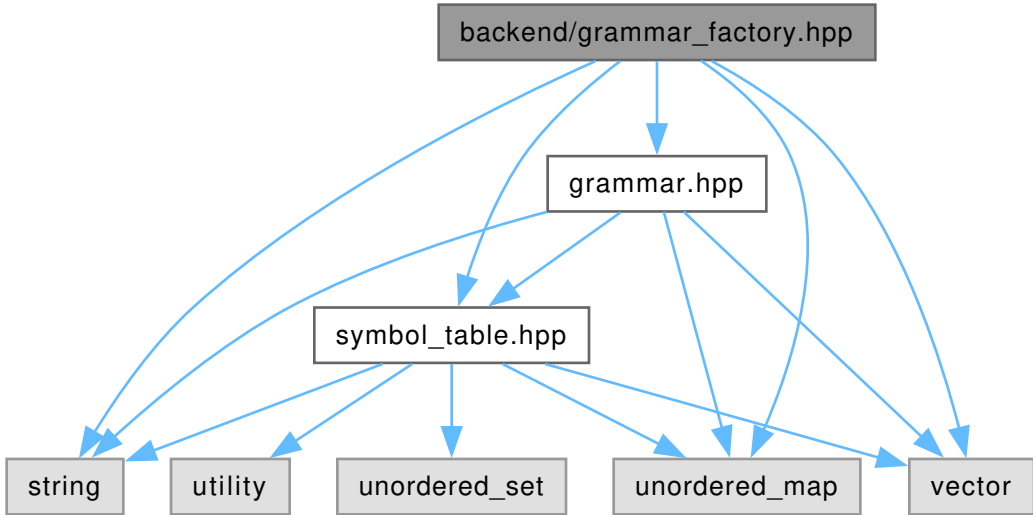 backend/grammar_factory.hpp
grammar.hpp
symbol_table.hpp
string
utility
unordered_set
unordered_map
vector